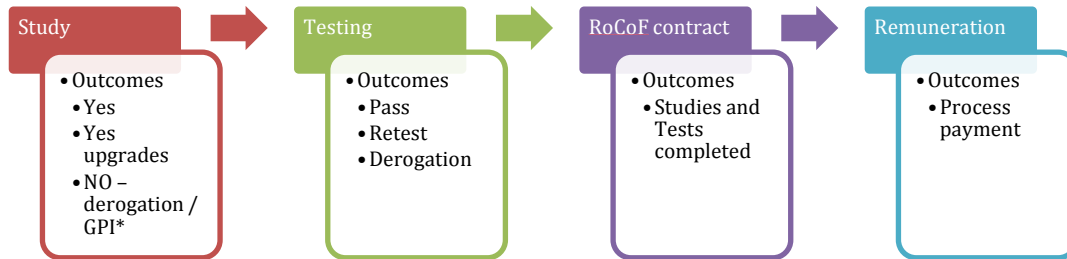 Study
• Outcomes
• Yes
• Yes
upgrades
• NO –
derogation /
GPI*
Testing
• Outcomes
• Pass
• Retest
• Derogation
RoCoF contract
• Outcomes
• Studies and
Tests
completed
Remuneration
• Outcomes
• Process
payment